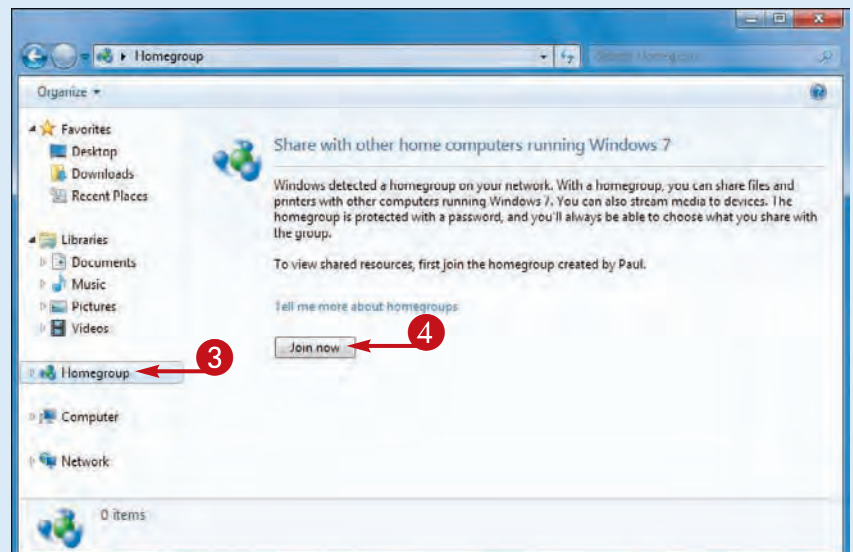 Homegroup
Search Homegroup
Organize
Favorites
Desktop
Downloads
Recent Places
Libraries
Documents
Music
Pictures
Videos
Homegroup
3
Computer
Network
Share with other home computers running Windows 7
Windows detected a homegroup on your network. With a homegroup, you can share files and
printers with other computers running Windows 7. You can also stream media to devices. The
homegroup is protected with a password, and you'll always be able to choose what you share with
the group.
To view shared resources, first join the homegroup created by Paul.
Tell me more about homegroups
Join now
4
0 items